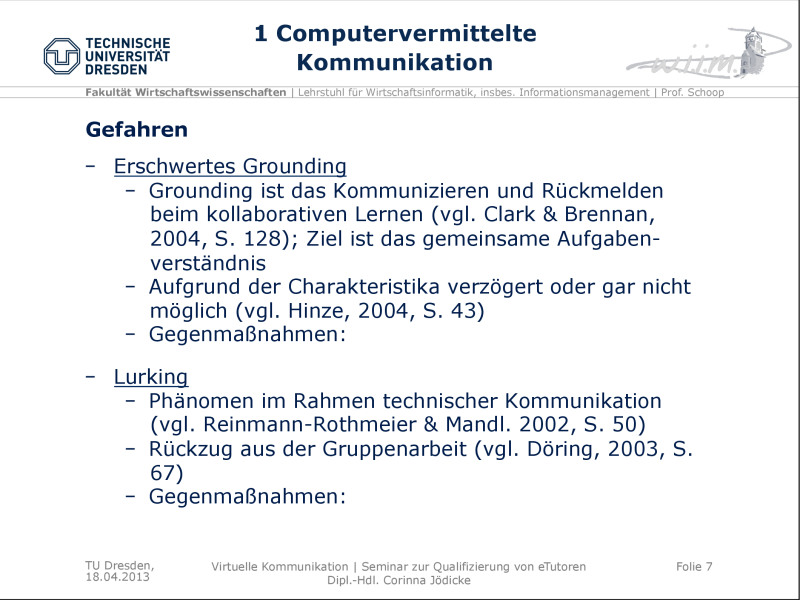 1 Computervermittelte
Kommunikation
TECHNISCHE
UNIVERSITÄT
DRESDEN
wiim
Fakultät Wirtschaftswissenschaften | Lehrstuhl für Wirtschaftsinformatik, insbes. Informationsmanagement | Prof. Schoop
Gefahren
– Erschwertes Grounding
– Grounding ist das Kommunizieren und Rückmelden
beim kollaborativen Lernen (vgl. Clark & Brennan,
2004, S. 128); Ziel ist das gemeinsame Aufgaben-
verständnis
– Aufgrund der Charakteristika verzögert oder gar nicht
möglich (vgl. Hinze, 2004, S. 43)
– Gegenmaßnahmen:
– Lurking
– Phänomen im Rahmen technischer Kommunikation
(vgl. Reinmann-Rothmeier & Mandl. 2002, S. 50)
– Rückzug aus der Gruppenarbeit (vgl. Döring, 2003, S.
67)
– Gegenmaßnahmen:
TU Dresden,
18.04.2013
Virtuelle Kommunikation | Seminar zur Qualifizierung von eTutoren
Dipl.-Hdl. Corinna Jödicke
Folie 7